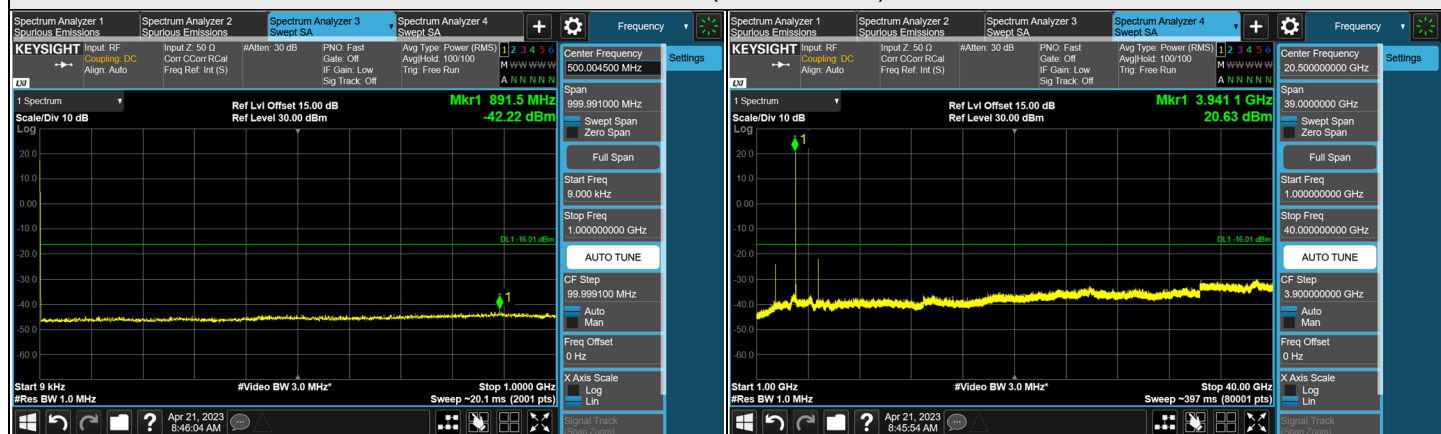 Spectrum Analyzer 1
Spurious Emissions
Spectrum Analyzer 2
Spurious Emissions
Spectrum Analyzer 3
Swept SA
Spectrum Analyzer 4
Swept SA
+
Frequency
KEYSIGHT
Input: RF
Coupling: DC
Align: Auto
Input Z: 50 Ω
Corr CCorr RCal
Freq Ref: Int (S)
#Atten: 30 dB
PNO: Fast
Gate: Off
IF Gain: Low
Sig Track: Off
Avg Type: Power (RMS)
Avg|Hold: 100/100
Trig: Free Run
1 2 3 4 5 6
M W W W W W
A N N N N N
LXI
1 Spectrum
Scale/Div 10 dB
Log
Ref Lvl Offset 15.00 dB
Ref Level 30.00 dBm
Mkr1 891.5 MHz
-42.22 dBm
20.0
10.0
0.00
-10.0
-20.0
-30.0
-40.0
-50.0
-60.0
DL1 -16.01 dBm
1
Start 9 kHz
#Res BW 1.0 MHz
#Video BW 3.0 MHz*
Stop 1.0000 GHz
Sweep ~20.1 ms (2001 pts)
Apr 21, 2023
8:46:04 AM
Center Frequency
500.004500 MHz
Settings
Span
999.991000 MHz
Swept Span
Zero Span
Full Span
Start Freq
9.000 kHz
Stop Freq
1.000000000 GHz
AUTO TUNE
CF Step
99.999100 MHz
Auto
Man
Freq Offset
0 Hz
X Axis Scale
Log
Lin
Signal Track
(Span Zoom)
Spectrum Analyzer 1
Spurious Emissions
Spectrum Analyzer 2
Spurious Emissions
Spectrum Analyzer 3
Swept SA
Spectrum Analyzer 4
Swept SA
+
Frequency
KEYSIGHT
Input: RF
Coupling: DC
Align: Auto
Input Z: 50 Ω
Corr CCorr RCal
Freq Ref: Int (S)
#Atten: 30 dB
PNO: Fast
Gate: Off
IF Gain: Low
Sig Track: Off
Avg Type: Power (RMS)
Avg|Hold: 100/100
Trig: Free Run
1 2 3 4 5 6
M W W W W W
A N N N N N
LXI
1 Spectrum
Scale/Div 10 dB
Log
Ref Lvl Offset 15.00 dB
Ref Level 30.00 dBm
Mkr1 3.941 1 GHz
20.63 dBm
20.0
10.0
0.00
-10.0
-20.0
-30.0
-40.0
-50.0
-60.0
DL1 -16.01 dBm
1
Start 1.00 GHz
#Res BW 1.0 MHz
#Video BW 3.0 MHz*
Stop 40.00 GHz
Sweep ~397 ms (80001 pts)
Apr 21, 2023
8:45:54 AM
Center Frequency
20.500000000 GHz
Settings
Span
39.0000000 GHz
Swept Span
Zero Span
Full Span
Start Freq
1.000000000 GHz
Stop Freq
40.000000000 GHz
AUTO TUNE
CF Step
3.900000000 GHz
Auto
Man
Freq Offset
0 Hz
X Axis Scale
Log
Lin
Signal Track
(Span Zoom)